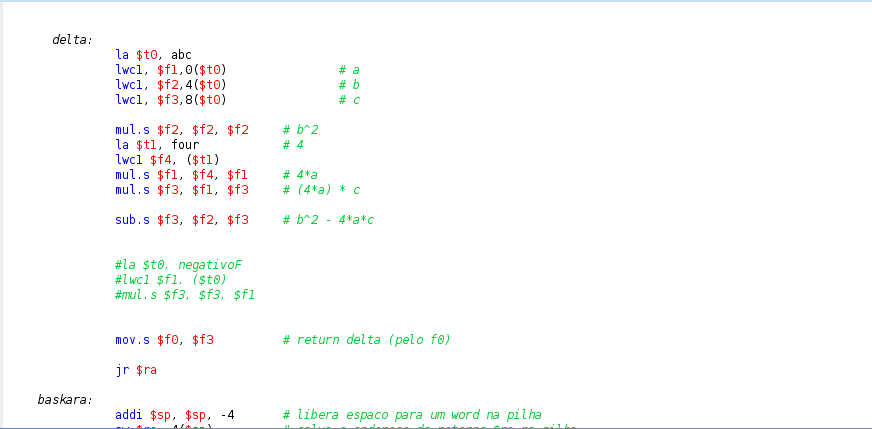 delta:
la $t0, abc
lwc1, $f1,0($t0) # a
lwc1, $f2,4($t0) # b
lwc1, $f3,8($t0) # c
mul.s $f2, $f2, $f2 # b^2
la $t1, four # 4
lwc1 $f4, ($t1)
mul.s $f1, $f4, $f1 # 4*a
mul.s $f3, $f1, $f3 # (4*a) * c
sub.s $f3, $f2, $f3 # b^2 - 4*a*c
#la $t0, negativoF
#lwc1 $f1, ($t0)
#mul.s $f3, $f3, $f1
mov.s $f0, $f3 # return delta (pelo f0)
jr $ra
baskara:
addi $sp, $sp, -4 # libera espaco para um word na pilha